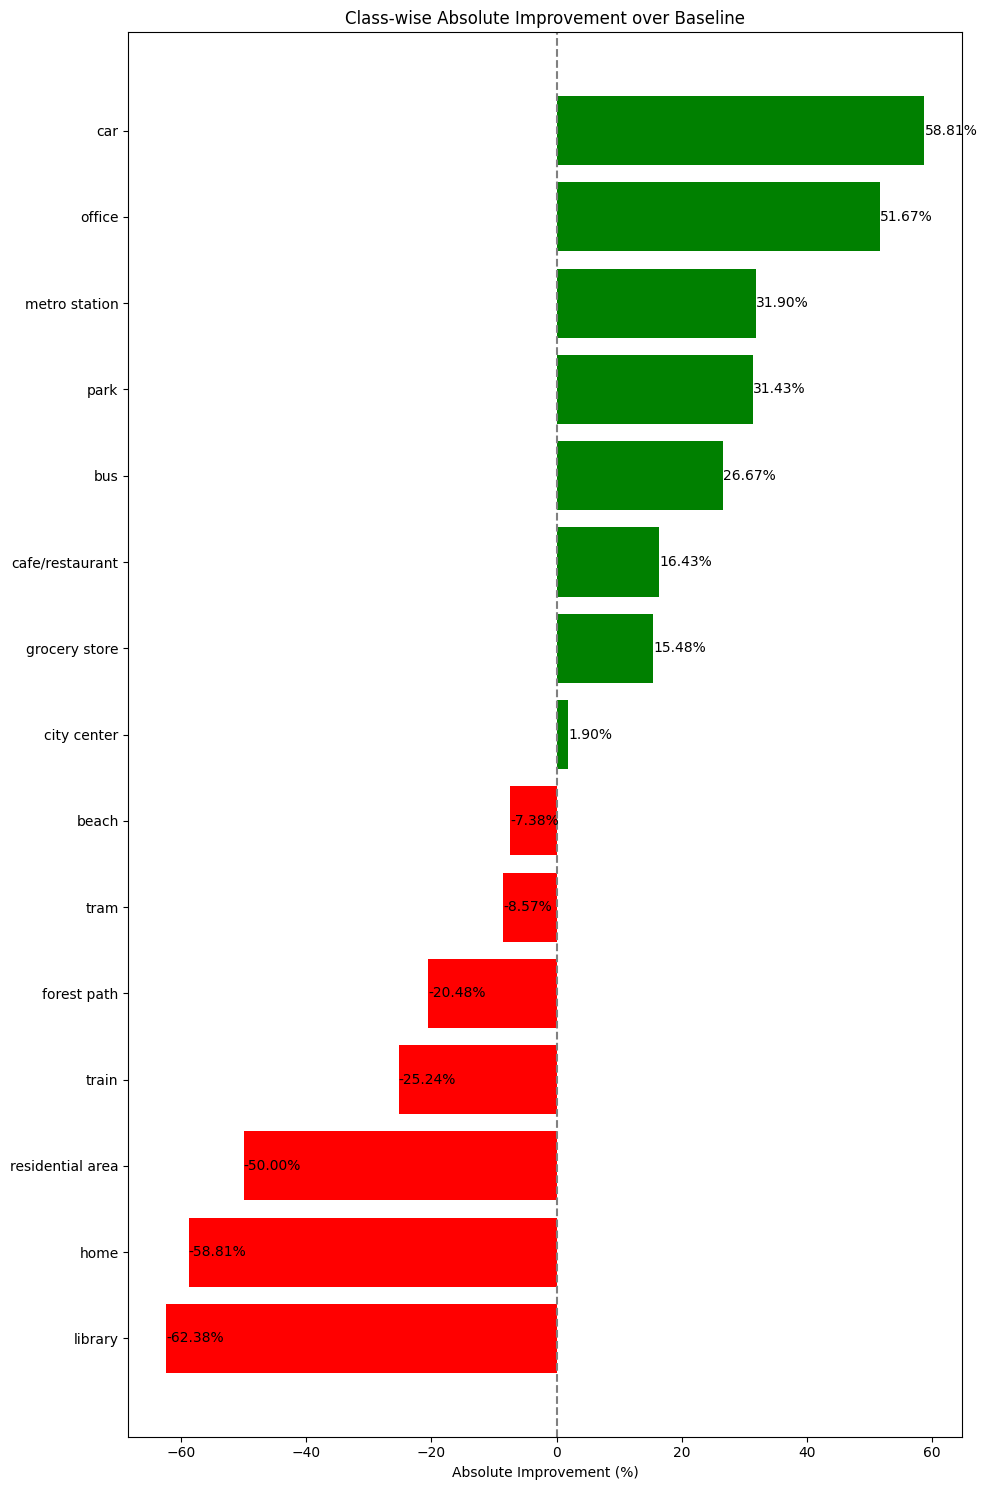 Class-wise Absolute Improvement over Baseline
car
58.81%
office
51.67%
metro station
31.90%
park
31.43%
bus
26.67%
cafe/restaurant
16.43%
grocery store
15.48%
city center
1.90%
beach
-7.38%
tram
-8.57%
forest path
-20.48%
train
-25.24%
residential area
-50.00%
home
-58.81%
library
-62.38%
−60
−40
−20
0
20
40
60
Absolute Improvement (%)